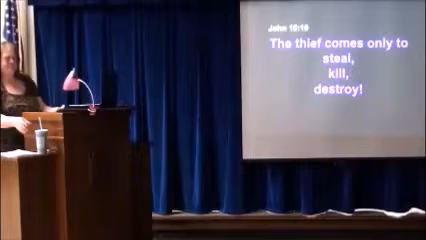 John 10:10
The thief comes only to
steal,
kill,
destroy!